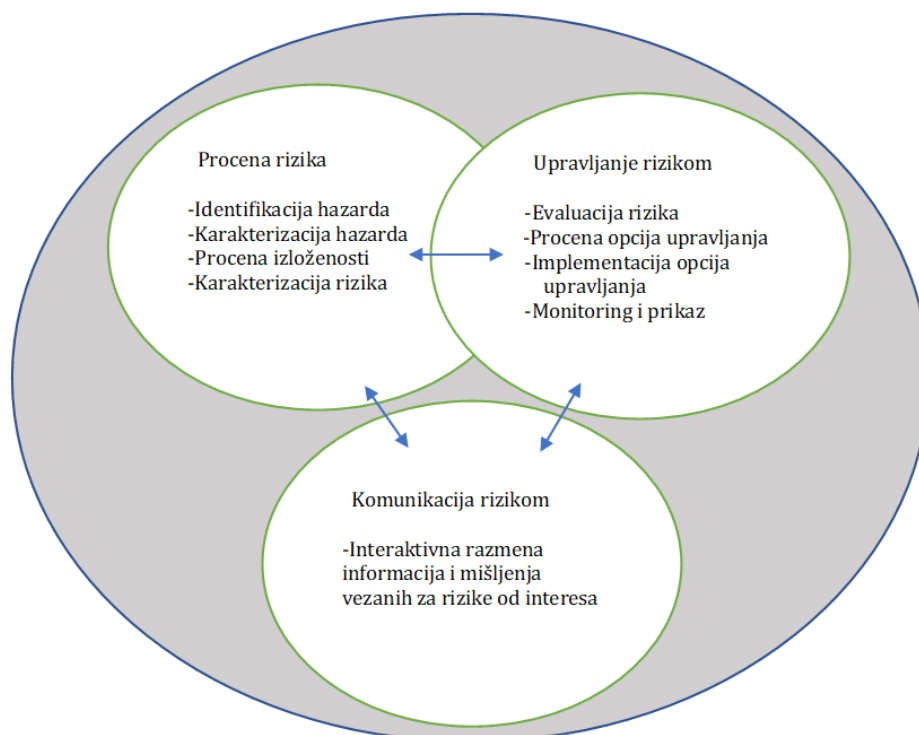 Procena rizika
-Identifikacija hazarda
-Karakterizacija hazarda
-Procena izloženosti
-Karakterizacija rizika
Upravljanje rizikom
-Evaluacija rizika
-Procena opcija upravljanja
-Implementacija opcija
upravljanja
-Monitoring i prikaz
Komunikacija rizikom
-Interaktivna razmena
informacija i mišljenja
vezanih za rizike od interesa